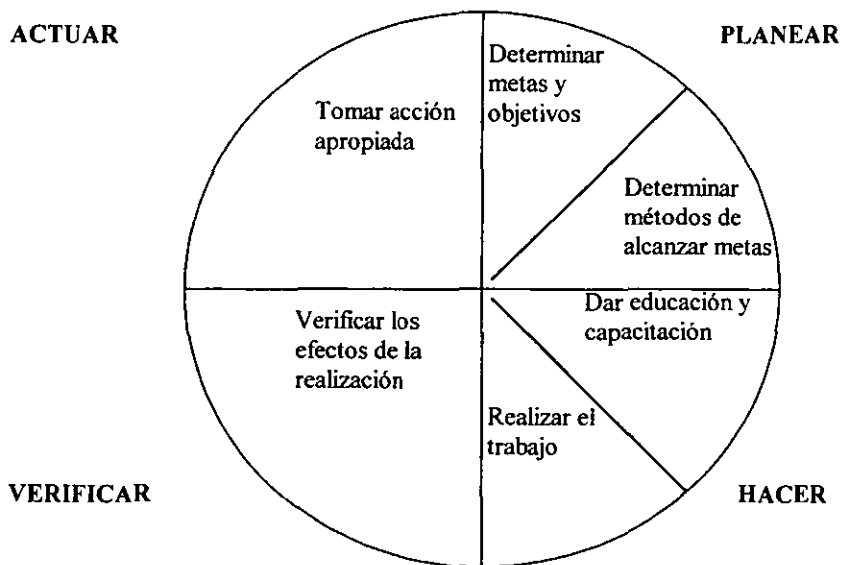 ACTUAR
PLANEAR
Determinar
metas y
objetivos
Tomar acción
apropiada
Determinar
métodos de
alcanzar metas
Dar educación y
capacitación
Verificar los
efectos de la
realización
Realizar el
trabajo
VERIFICAR
HACER